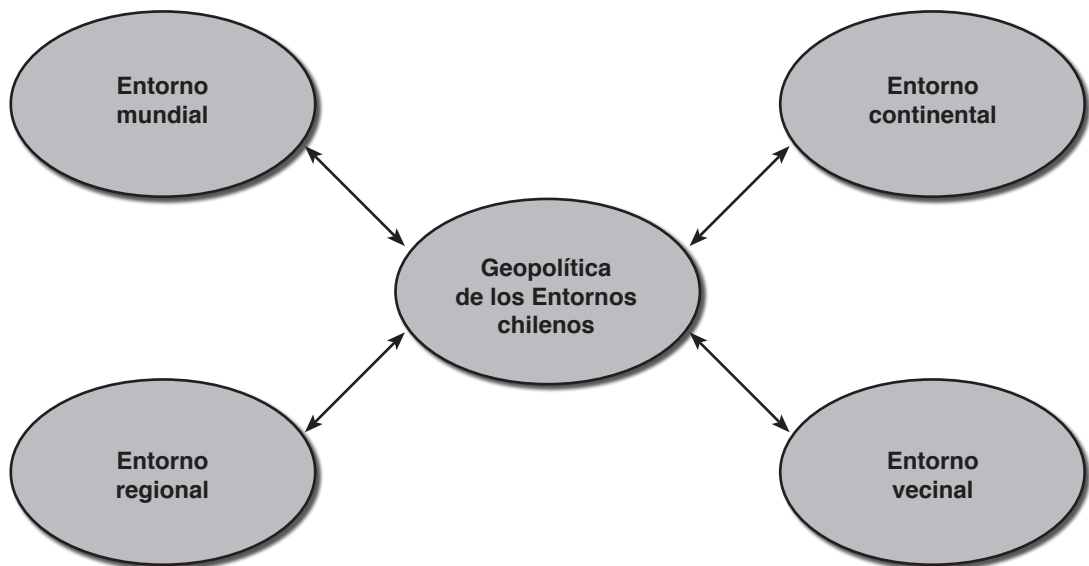 Entorno
mundial
Entorno
continental
Geopolítica
de los Entornos
chilenos
Entorno
regional
Entorno
vecinal